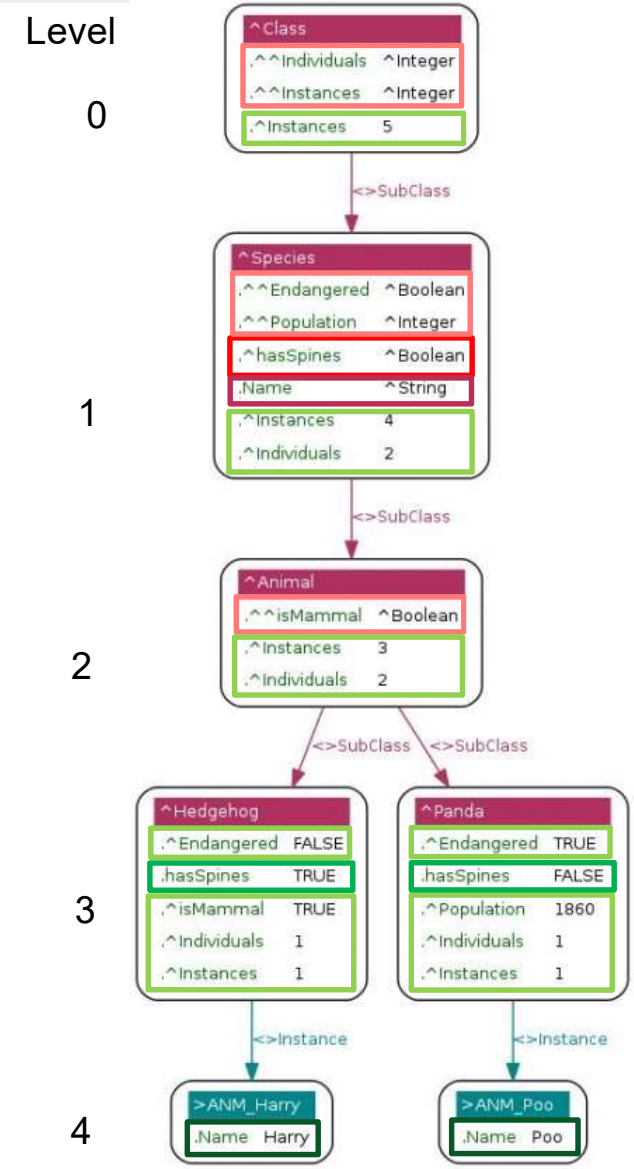 Level
0
^Class
.^^Individuals ^Integer
.^^Instances ^Integer
.^Instances 5
<>SubClass
1
^Species
.^^Endangered ^Boolean
.^^Population ^Integer
.^hasSpines ^Boolean
.Name ^String
.^Instances 4
.^Individuals 2
<>SubClass
2
^Animal
.^^isMammal ^Boolean
.^Instances 3
.^Individuals 2
<>SubClass <>SubClass
3
^Hedgehog
.^Endangered FALSE
.hasSpines TRUE
.^isMammal TRUE
.^Individuals 1
.^Instances 1
^Panda
.^Endangered TRUE
.hasSpines FALSE
.^Population 1860
.^Individuals 1
.^Instances 1
<>Instance <>Instance
4
>ANM_Harry
.Name Harry
>ANM_Poo
.Name Poo